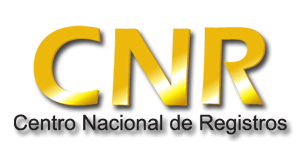 CNR
Centro Nacional de Registros